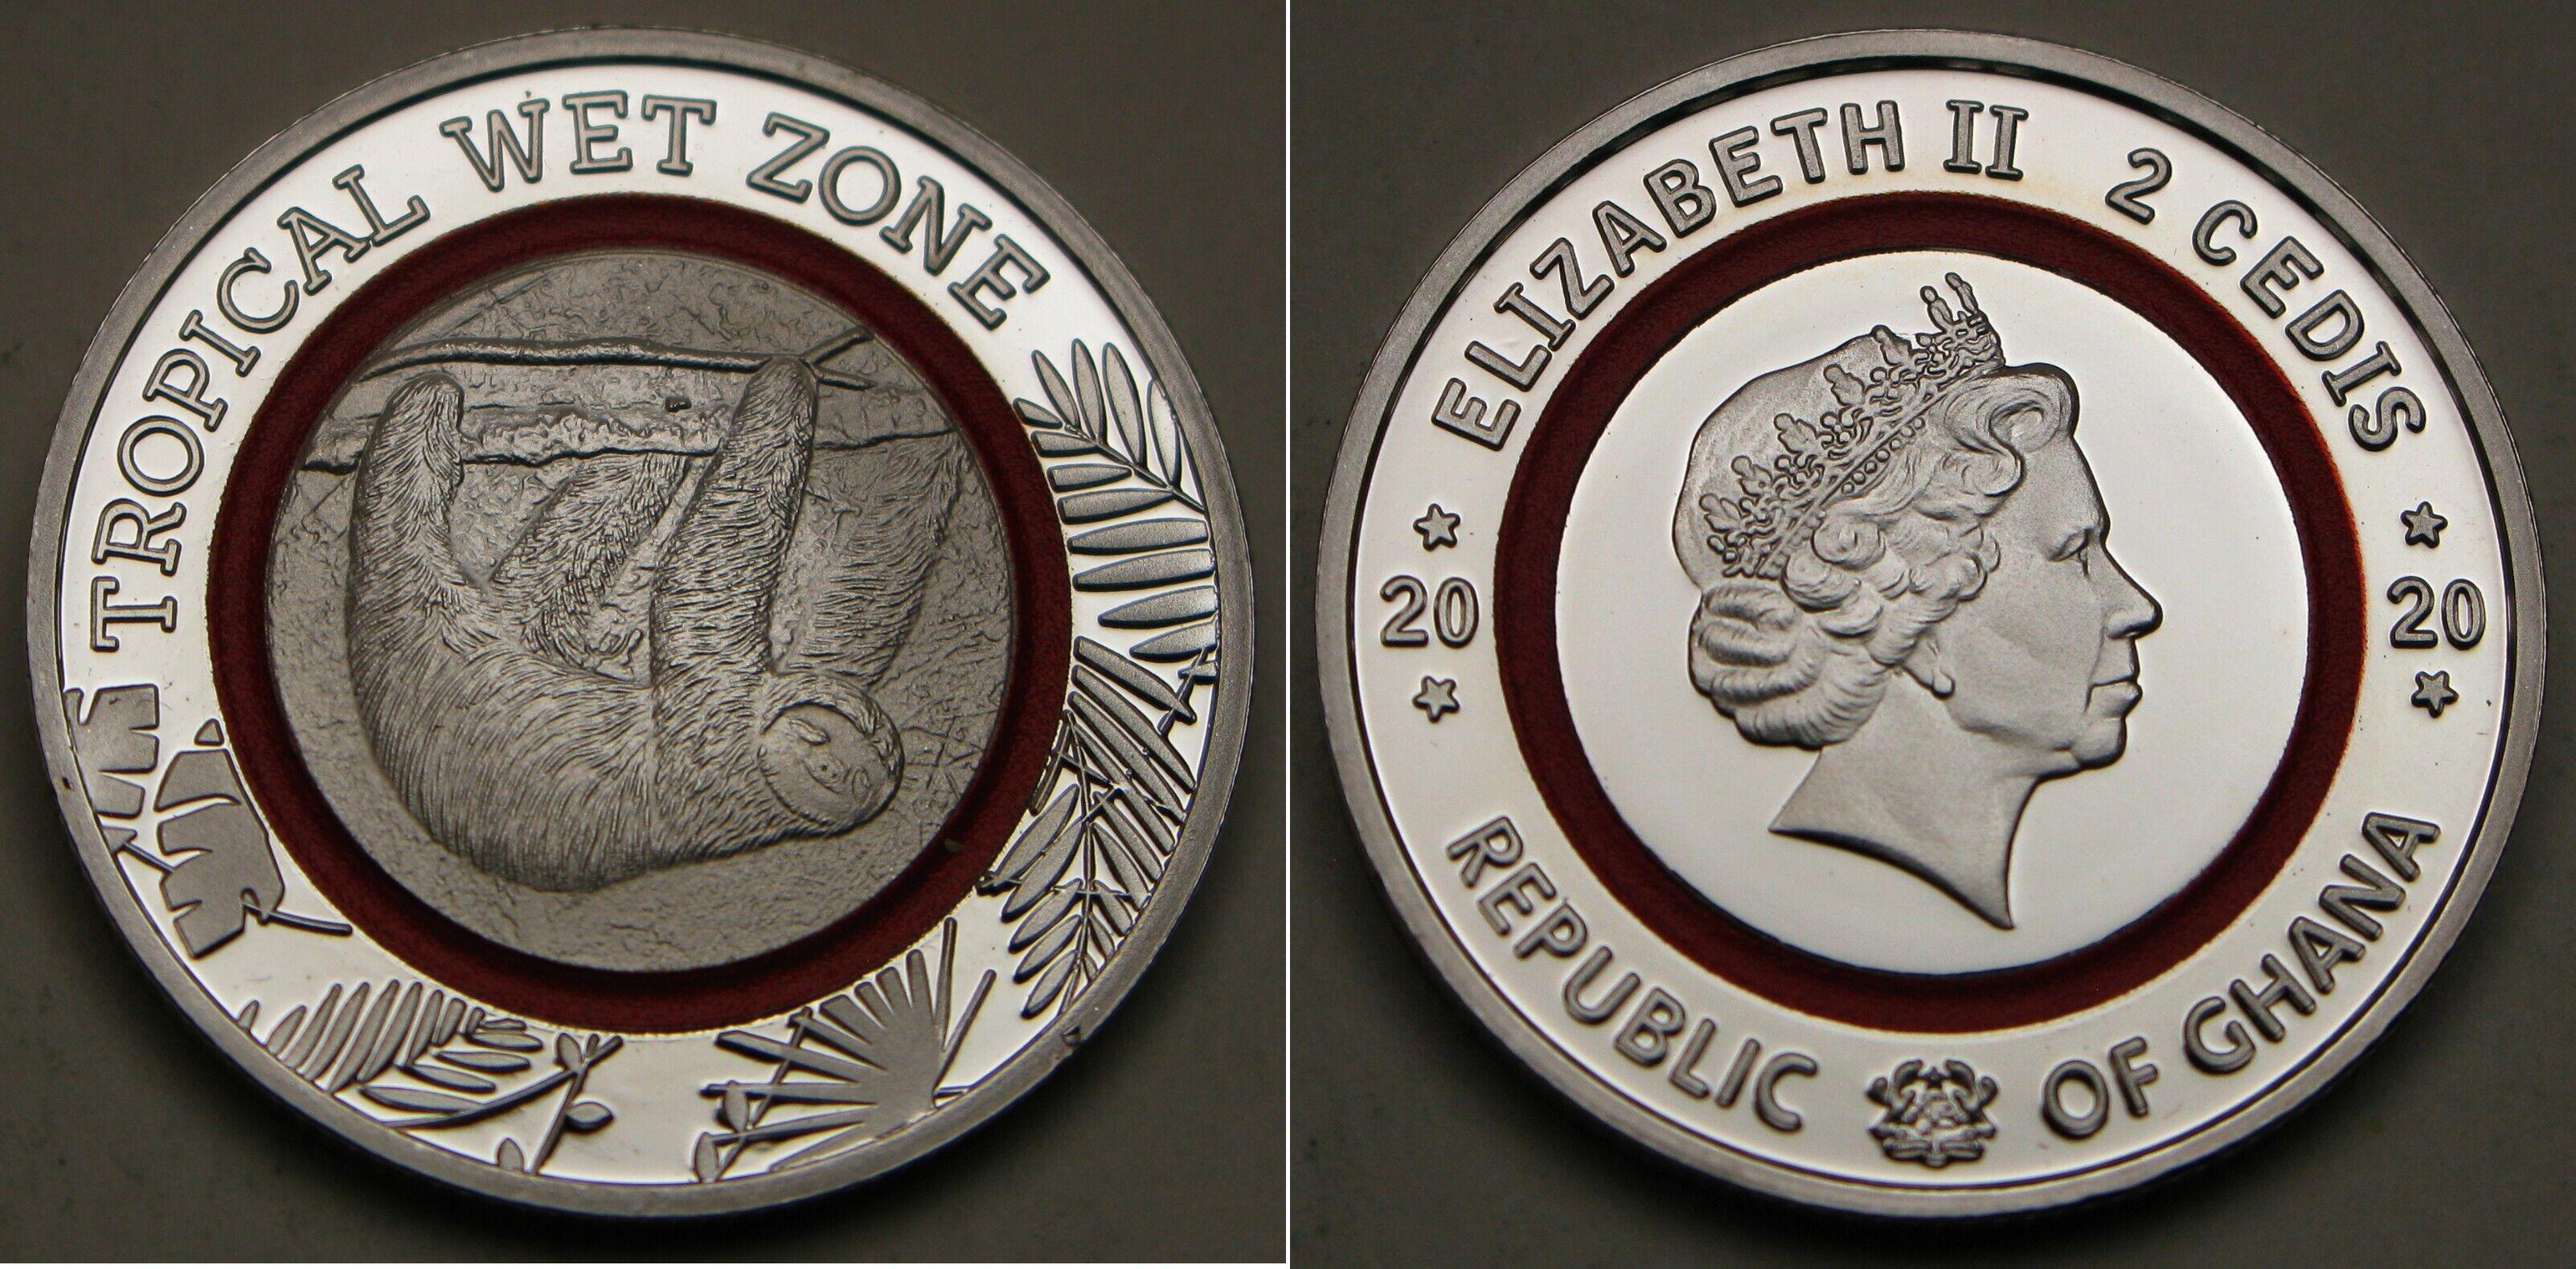 TROPICAL WET ZONE
ELIZABETH II 2 CEDIS
20 20
REPUBLIC OF GHANA